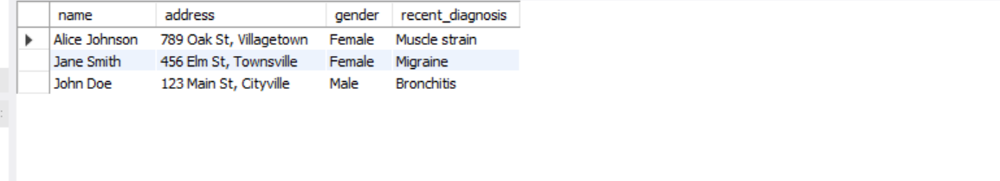 name address gender recent_diagnosis
Alice Johnson 789 Oak St, Villagetown Female Muscle strain
Jane Smith 456 Elm St, Townsville Female Migraine
John Doe 123 Main St, Cityville Male Bronchitis
: